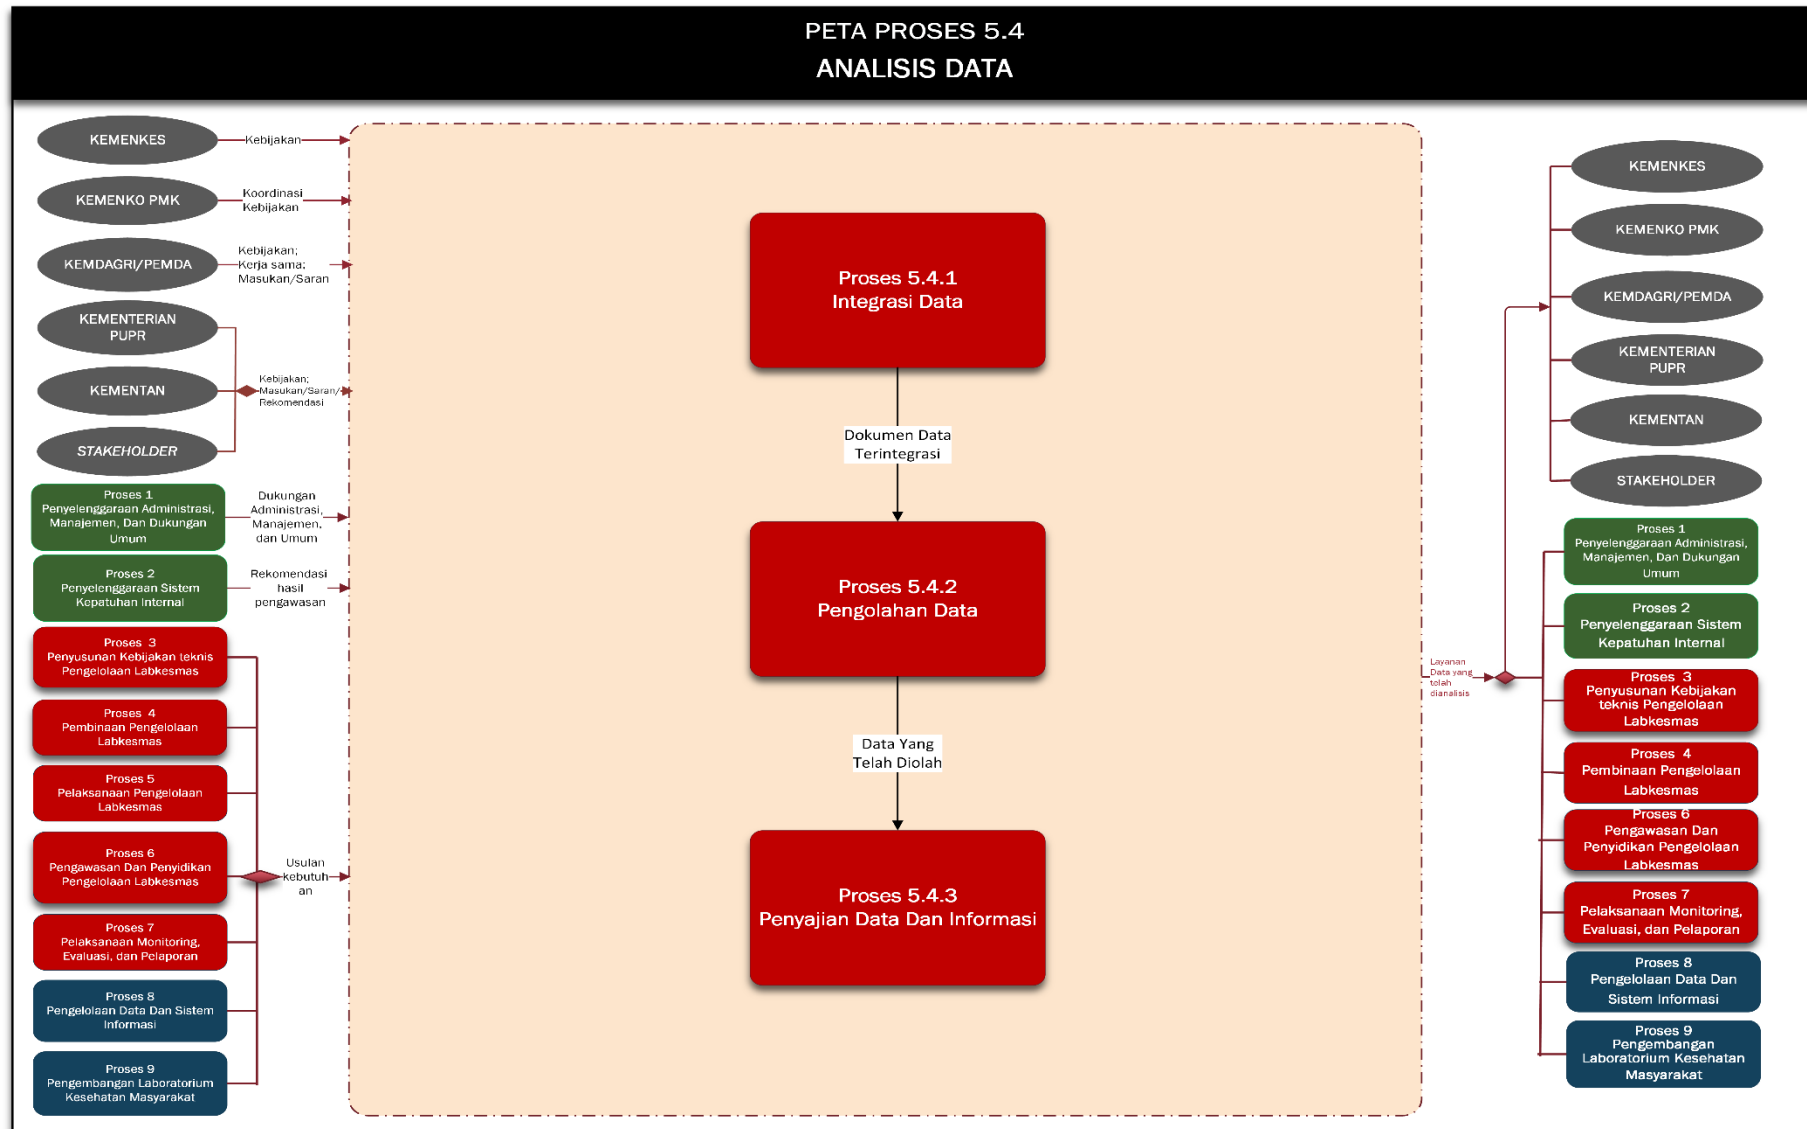 PETA PROSES 5.4
ANALISIS DATA
KEMENKES
Kebijakan
KEMENKO PMK
Koordinasi
Kebijakan
KEMDAGRI/PEMDA
Kebijakan;
Kerja sama;
Masukan/Saran
KEMENTERIAN
PUPR
KEMENTAN
Kebijakan;
Masukan/Saran/
Rekomendasi
STAKEHOLDER
Proses 1
Penyelenggaraan Administrasi,
Manajemen, Dan Dukungan
Umum
Dukungan
Administrasi,
Manajemen,
dan Umum
Proses 2
Penyelenggaraan Sistem
Kepatuhan Internal
Rekomendasi
hasil
pengawasan
Proses 3
Penyusunan Kebijakan teknis
Pengelolaan Labkesmas
Proses 4
Pembinaan Pengelolaan
Labkesmas
Proses 5
Pelaksanaan Pengelolaan
Labkesmas
Proses 6
Pengawasan Dan Penyidikan
Pengelolaan Labkesmas
Usulan
kebutuh
an
Proses 7
Pelaksanaan Monitoring,
Evaluasi, dan Pelaporan
Proses 8
Pengelolaan Data Dan Sistem
Informasi
Proses 9
Pengembangan Laboratorium
Kesehatan Masyarakat
Proses 5.4.1
Integrasi Data
Dokumen Data
Terintegrasi
Proses 5.4.2
Pengolahan Data
Data Yang
Telah Diolah
Proses 5.4.3
Penyajian Data Dan Informasi
Layanan
Data yang
tolah
dianalisis
KEMENKES
KEMENKO PMK
KEMDAGRI/PEMDA
KEMENTERIAN
PUPR
KEMENTAN
STAKEHOLDER
Proses 1
Penyelenggaraan Administrasi,
Manajemen, Dan Dukungan
Umum
Proses 2
Penyelenggaraan Sistem
Kepatuhan Internal
Proses 3
Penyusunan Kebijakan
teknis Pengelolaan
Labkesmas
Proses 4
Pembinaan Pengelolaan
Labkesmas
Proses 6
Pengawasan Dan
Penyidikan Pengelolaan
Labkesmas
Proses 7
Pelaksanaan Monitoring,
Evaluasi, dan Pelaporan
Proses 8
Pengelolaan Data Dan
Sistem Informasi
Proses 9
Pengembangan
Laboratorium Kesehatan
Masyarakat